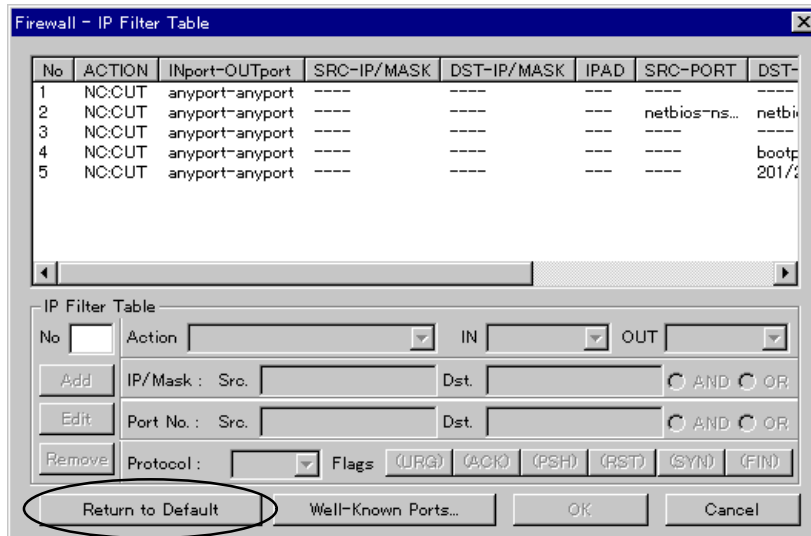 Firewall - IP Filter Table
No ACTION INport-OUTport SRC-IP/MASK DST-IP/MASK IPAD SRC-PORT DST-
1 NC:CUT anyport-anyport ---- ---- --- ---- ----
2 NC:CUT anyport-anyport ---- ---- --- netbios-ns... netbi
3 NC:CUT anyport-anyport ---- ---- --- ---- ----
4 NC:CUT anyport-anyport ---- ---- --- ---- bootp
5 NC:CUT anyport-anyport ---- ---- --- ---- 201/2
IP Filter Table
No Action IN OUT
Add IP/Mask : Src. Dst. AND OR
Edit Port No. : Src. Dst. AND OR
Remove Protocol : Flags (URG) (ACK) (PSH) (RST) (SYN) (FIN)
Return to Default Well-Known Ports... OK Cancel